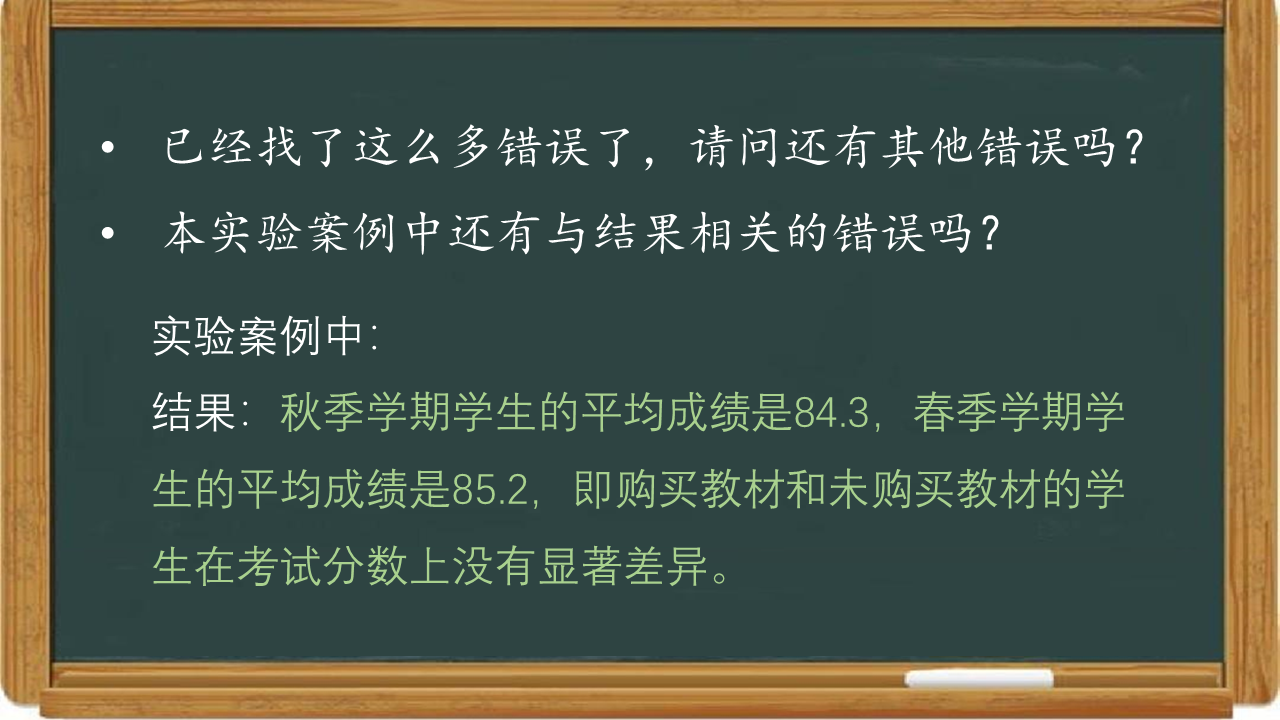 • 已经找了这么多错误了，请问还有其他错误吗？
• 本实验案例中还有与结果相关的错误吗？
实验案例中：
结果：秋季学期学生的平均成绩是84.3，春季学期学
生的平均成绩是85.2，即购买教材和未购买教材的学
生在考试分数上没有显著差异。